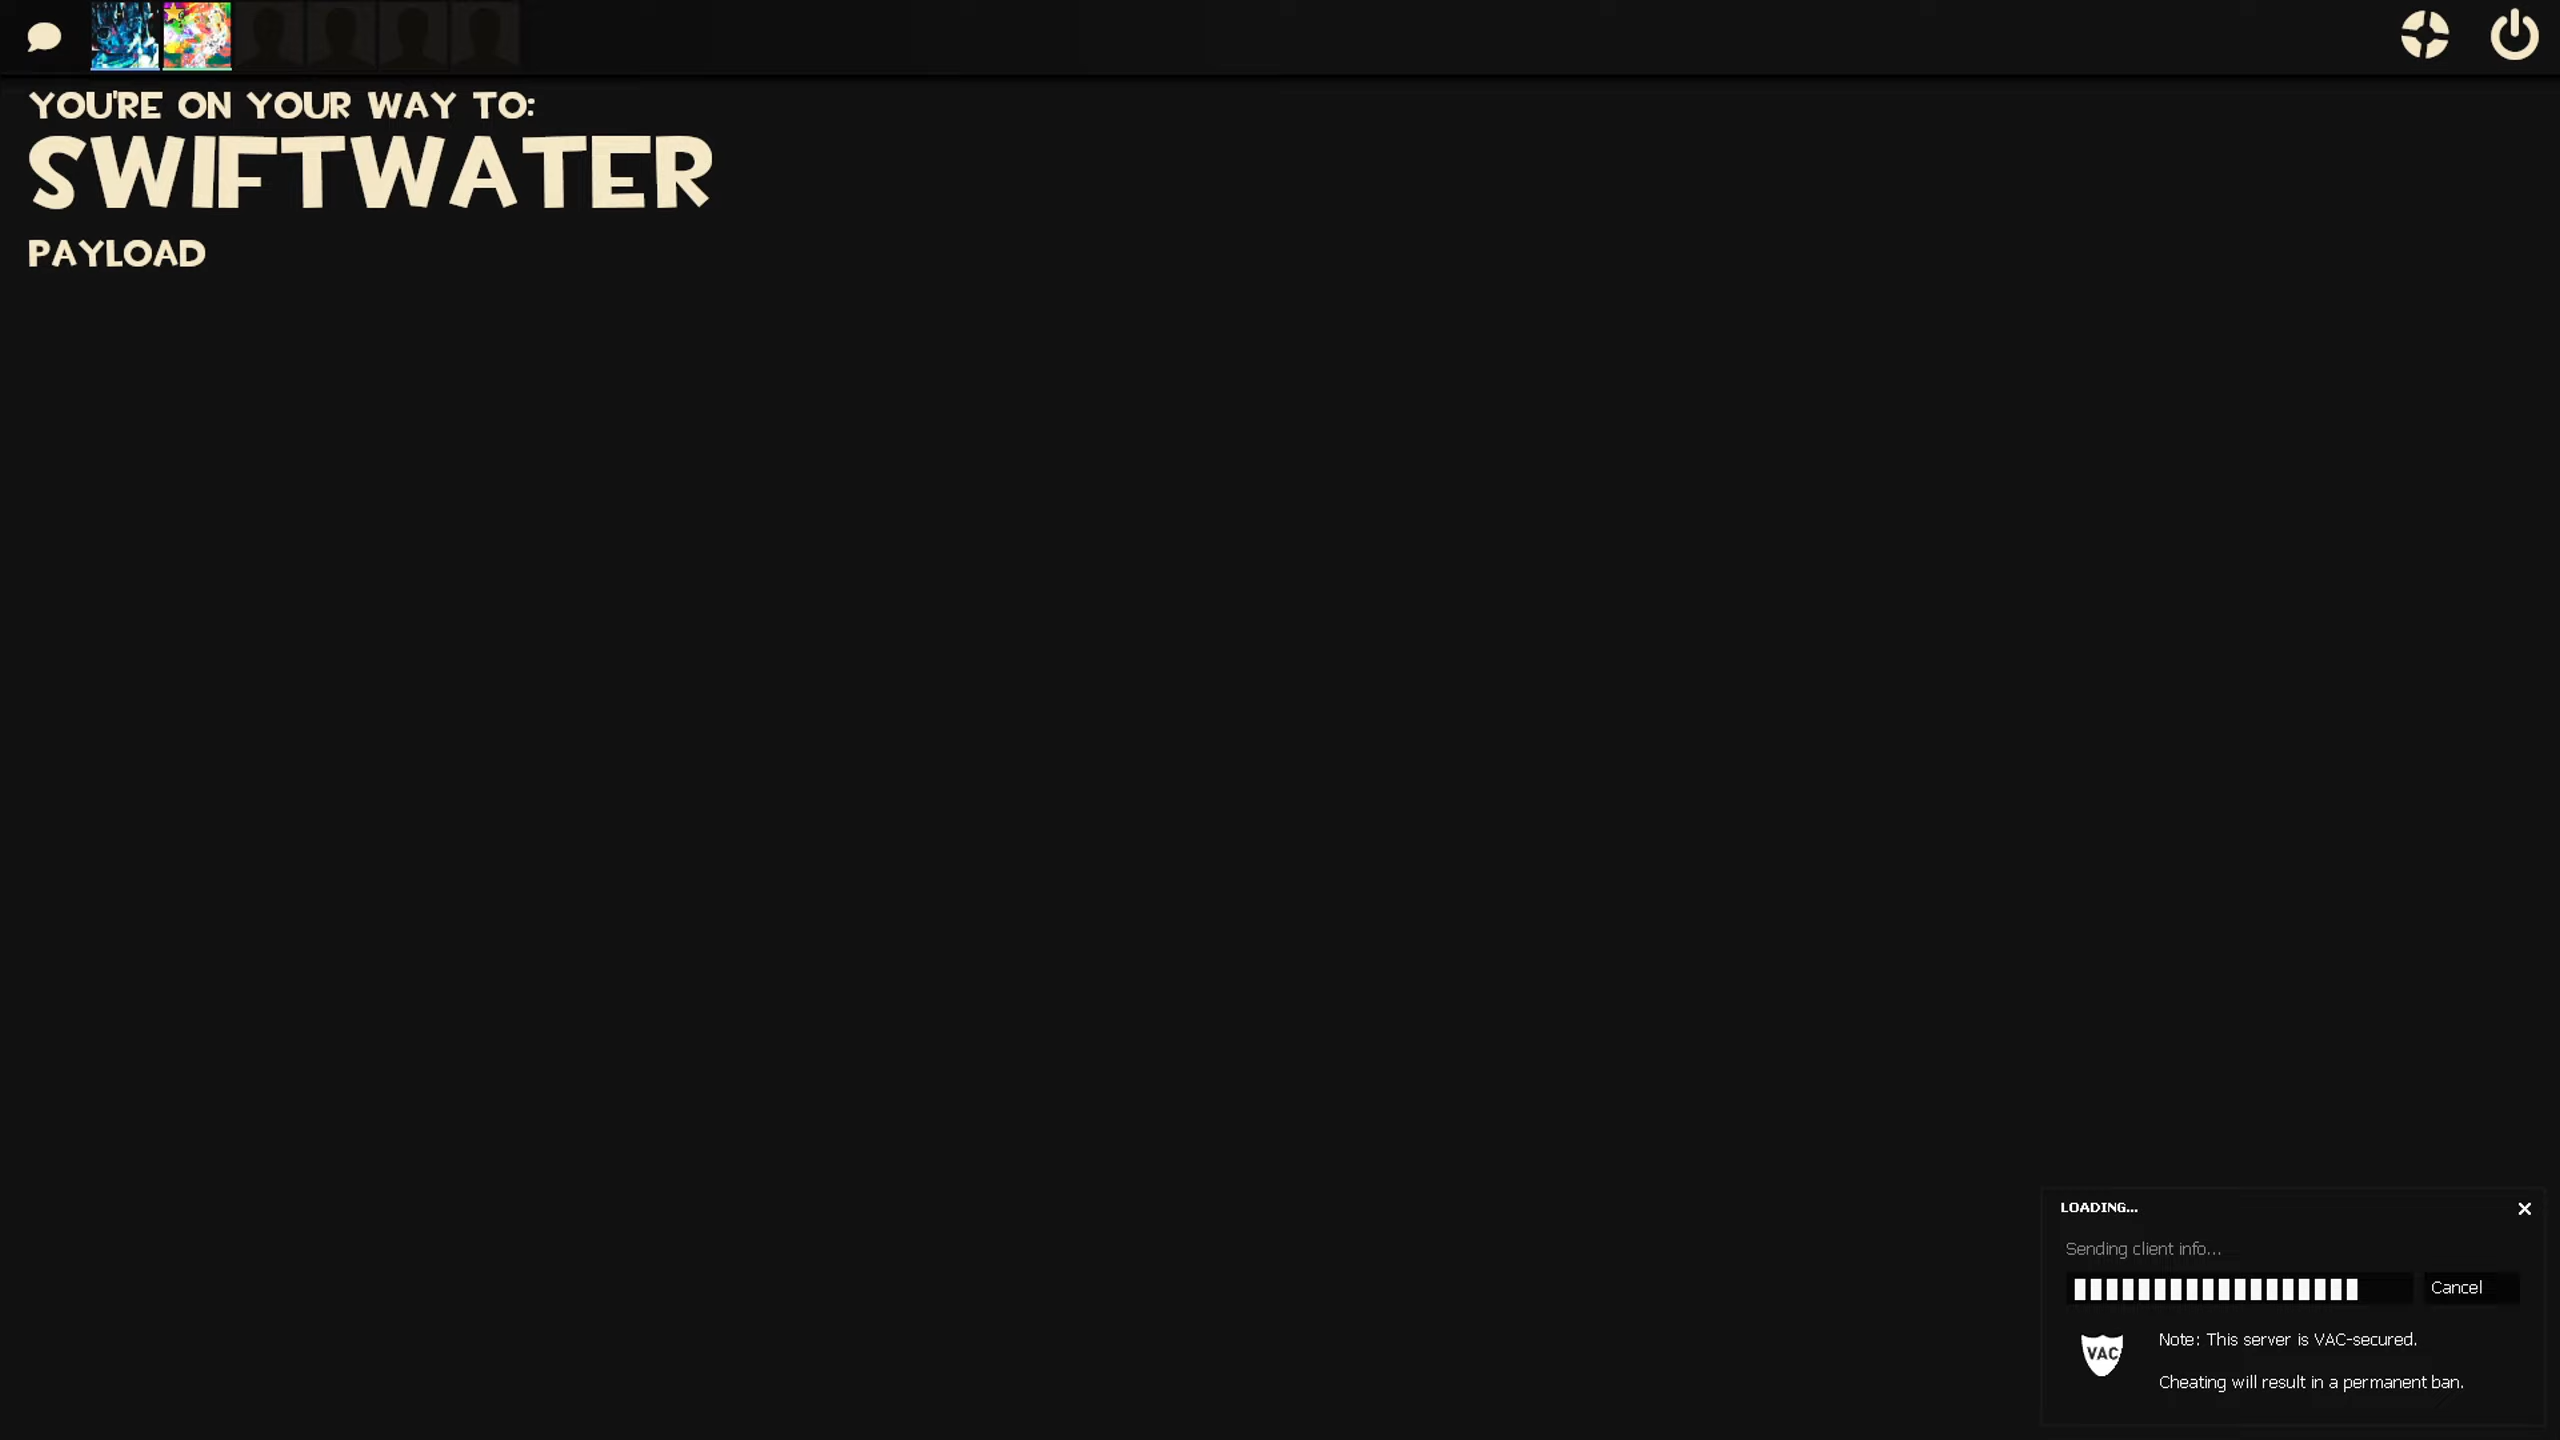 YOU'RE ON YOUR WAY TO:
SWIFTWATER
PAYLOAD
LOADING...
Sending client info...
Cancel
VAC
Note: This server is VAC-secured.
Cheating will result in a permanent ban.